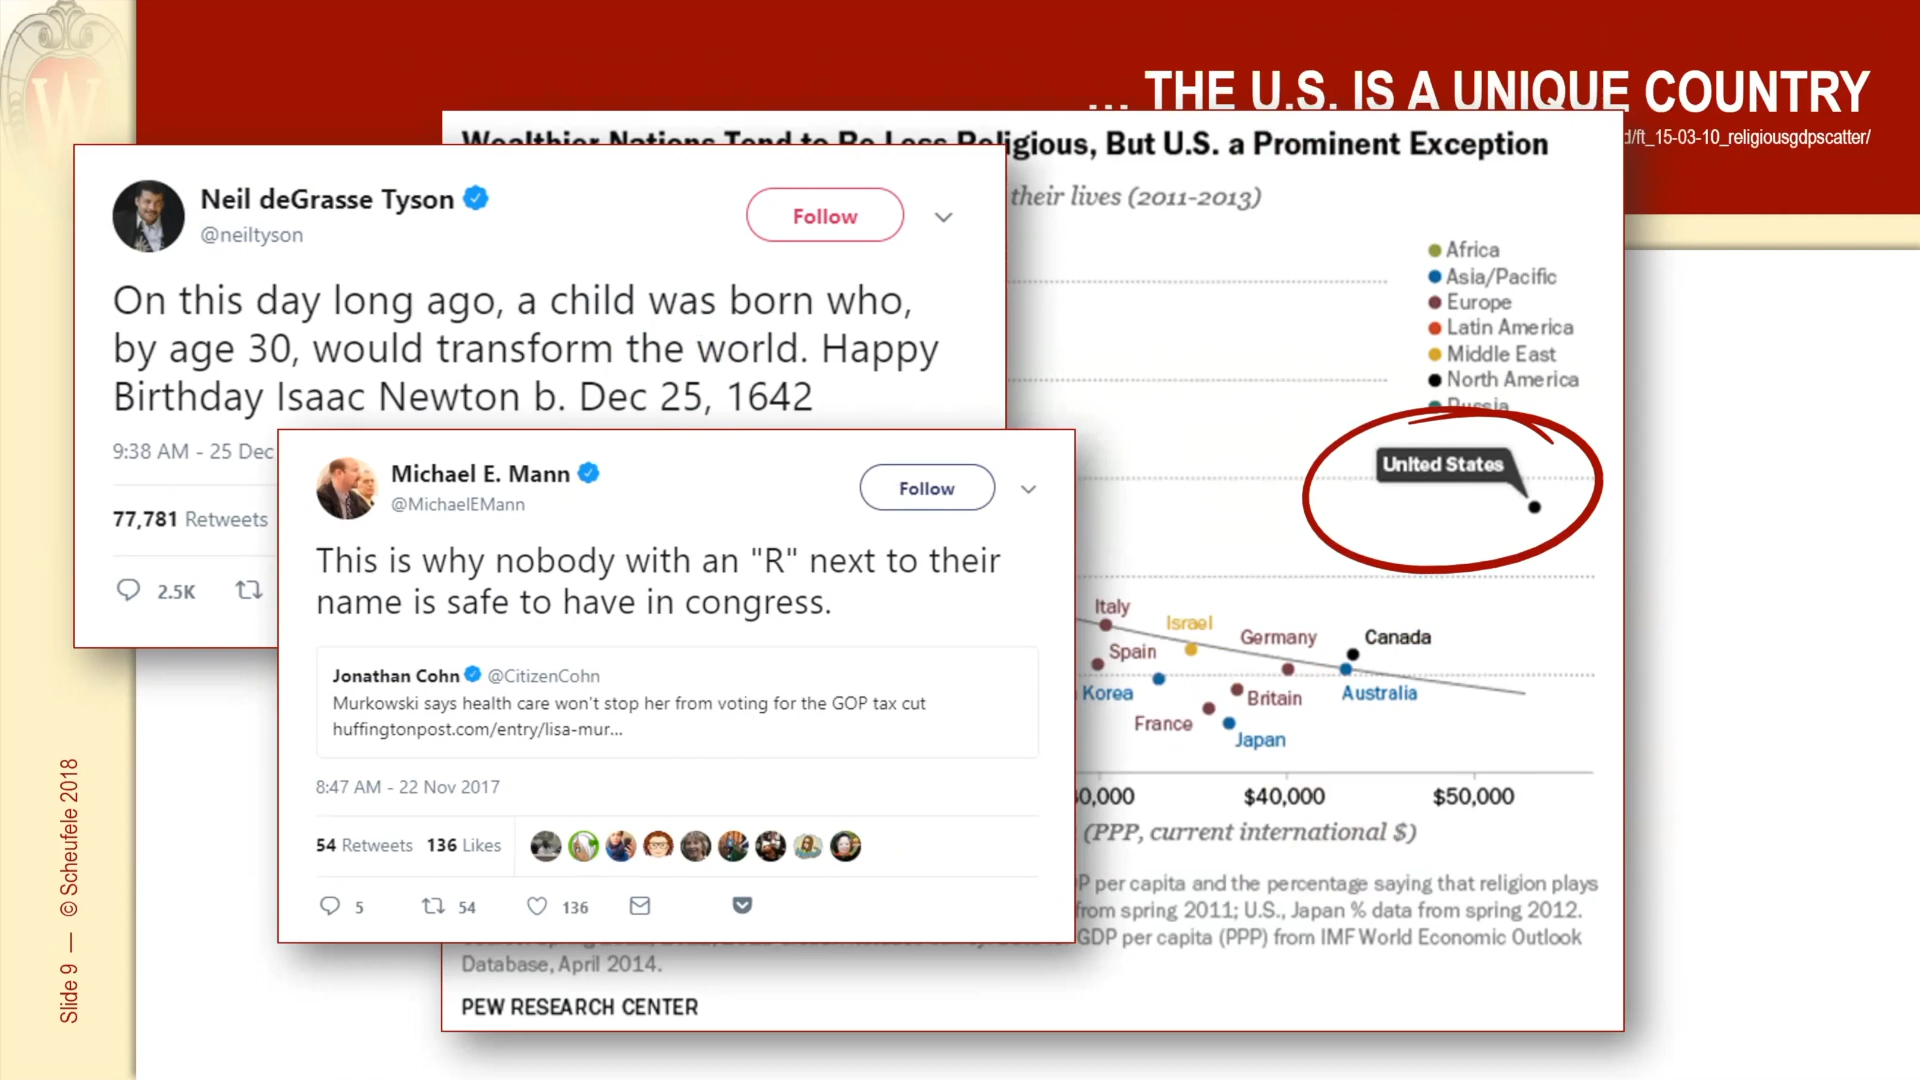 ... THE U.S. IS A UNIQUE COUNTRY
d/ft_15-03-10_religiousgdpscatter/
Wealthier Nations Tend to Be Less Religious, But U.S. a Prominent Exception
their lives (2011-2013)
Neil deGrasse Tyson
@neiltyson
Follow
On this day long ago, a child was born who,
by age 30, would transform the world. Happy
Birthday Isaac Newton b. Dec 25, 1642
9:38 AM - 25 Dec
77,781 Retweets
2.5K
Michael E. Mann
@MichaelEMann
Follow
This is why nobody with an "R" next to their
name is safe to have in congress.
Jonathan Cohn @CitizenCohn
Murkowski says health care won't stop her from voting for the GOP tax cut
huffingtonpost.com/entry/lisa-mur...
8:47 AM - 22 Nov 2017
54 Retweets 136 Likes
5 54 136
Africa
Asia/Pacific
Europe
Latin America
Middle East
North America
Russia
United States
Italy
Israel
Spain
Germany
Canada
Korea
Britain
Australia
France
Japan
0,000 $40,000 $50,000
(PPP, current international $)
P per capita and the percentage saying that religion plays
from spring 2011; U.S., Japan % data from spring 2012.
GDP per capita (PPP) from IMF World Economic Outlook
Database, April 2014.
PEW RESEARCH CENTER
Slide 9 — © Scheufele 2018
W